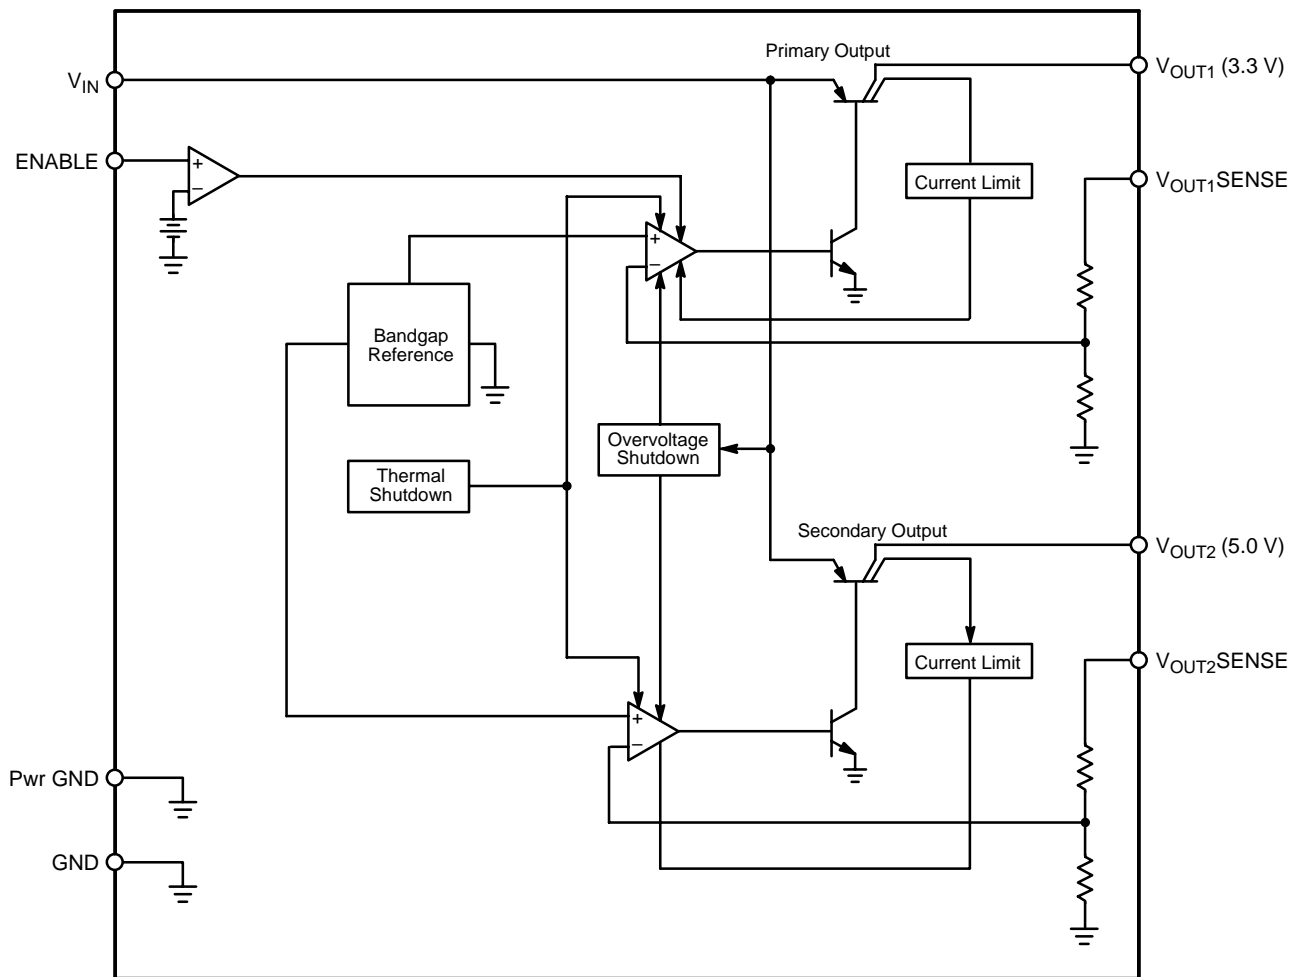 Primary Output
VIN
VOUT1 (3.3 V)
ENABLE
+
−
Current Limit
VOUT1SENSE
+
−
Bandgap
Reference
Overvoltage
Shutdown
Thermal
Shutdown
Secondary Output
VOUT2 (5.0 V)
Current Limit
VOUT2SENSE
+
−
Pwr GND
GND